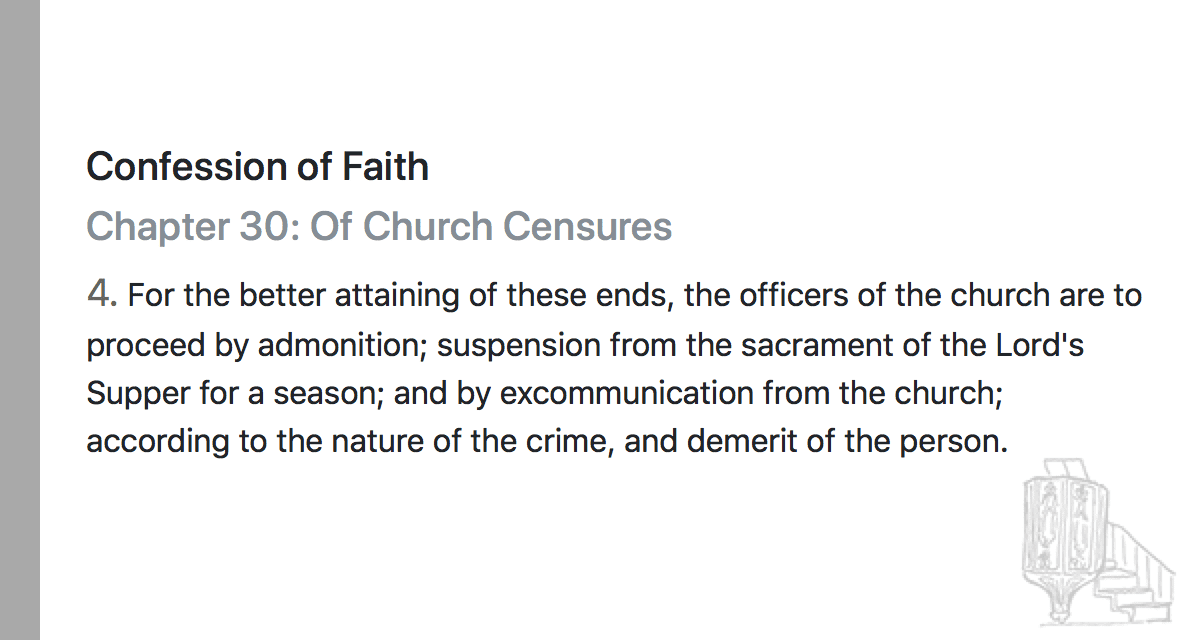 Confession of Faith
Chapter 30: Of Church Censures
4. For the better attaining of these ends, the officers of the church are to
proceed by admonition; suspension from the sacrament of the Lord's
Supper for a season; and by excommunication from the church;
according to the nature of the crime, and demerit of the person.